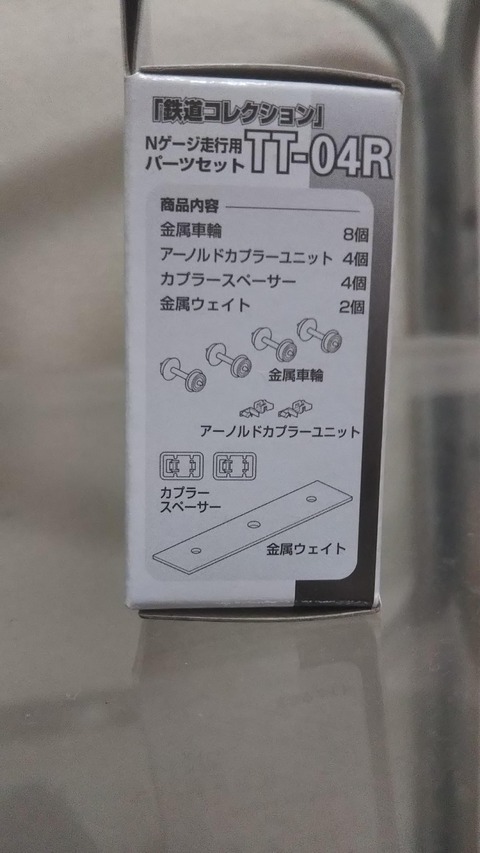 「鉄道コレクション」
Nゲージ走行用
パーツセット TT-04R
商品内容
金属車輪 8個
アーノルドカプラーユニット 4個
カプラースペーサー 4個
金属ウェイト 2個
金属車輪
アーノルドカプラーユニット
カプラー
スペーサー
金属ウェイト